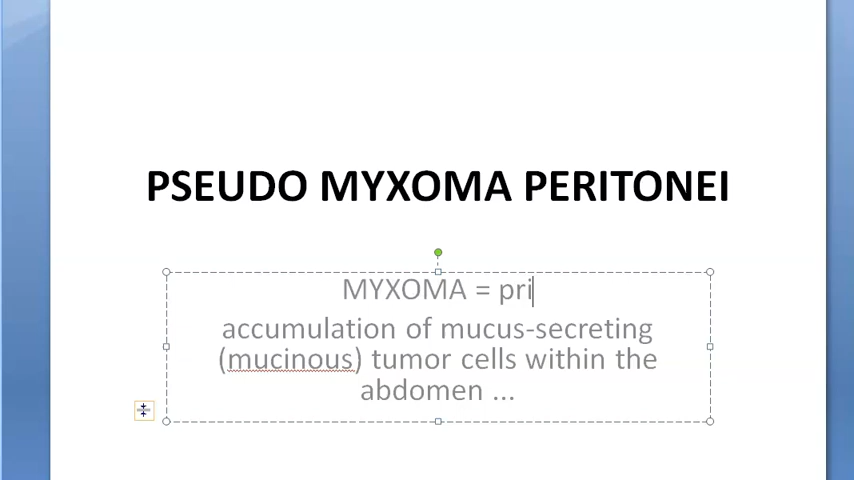 PSEUDO MYXOMA PERITONEI
MYXOMA = pri
accumulation of mucus-secreting
(mucinous) tumor cells within the
abdomen ...